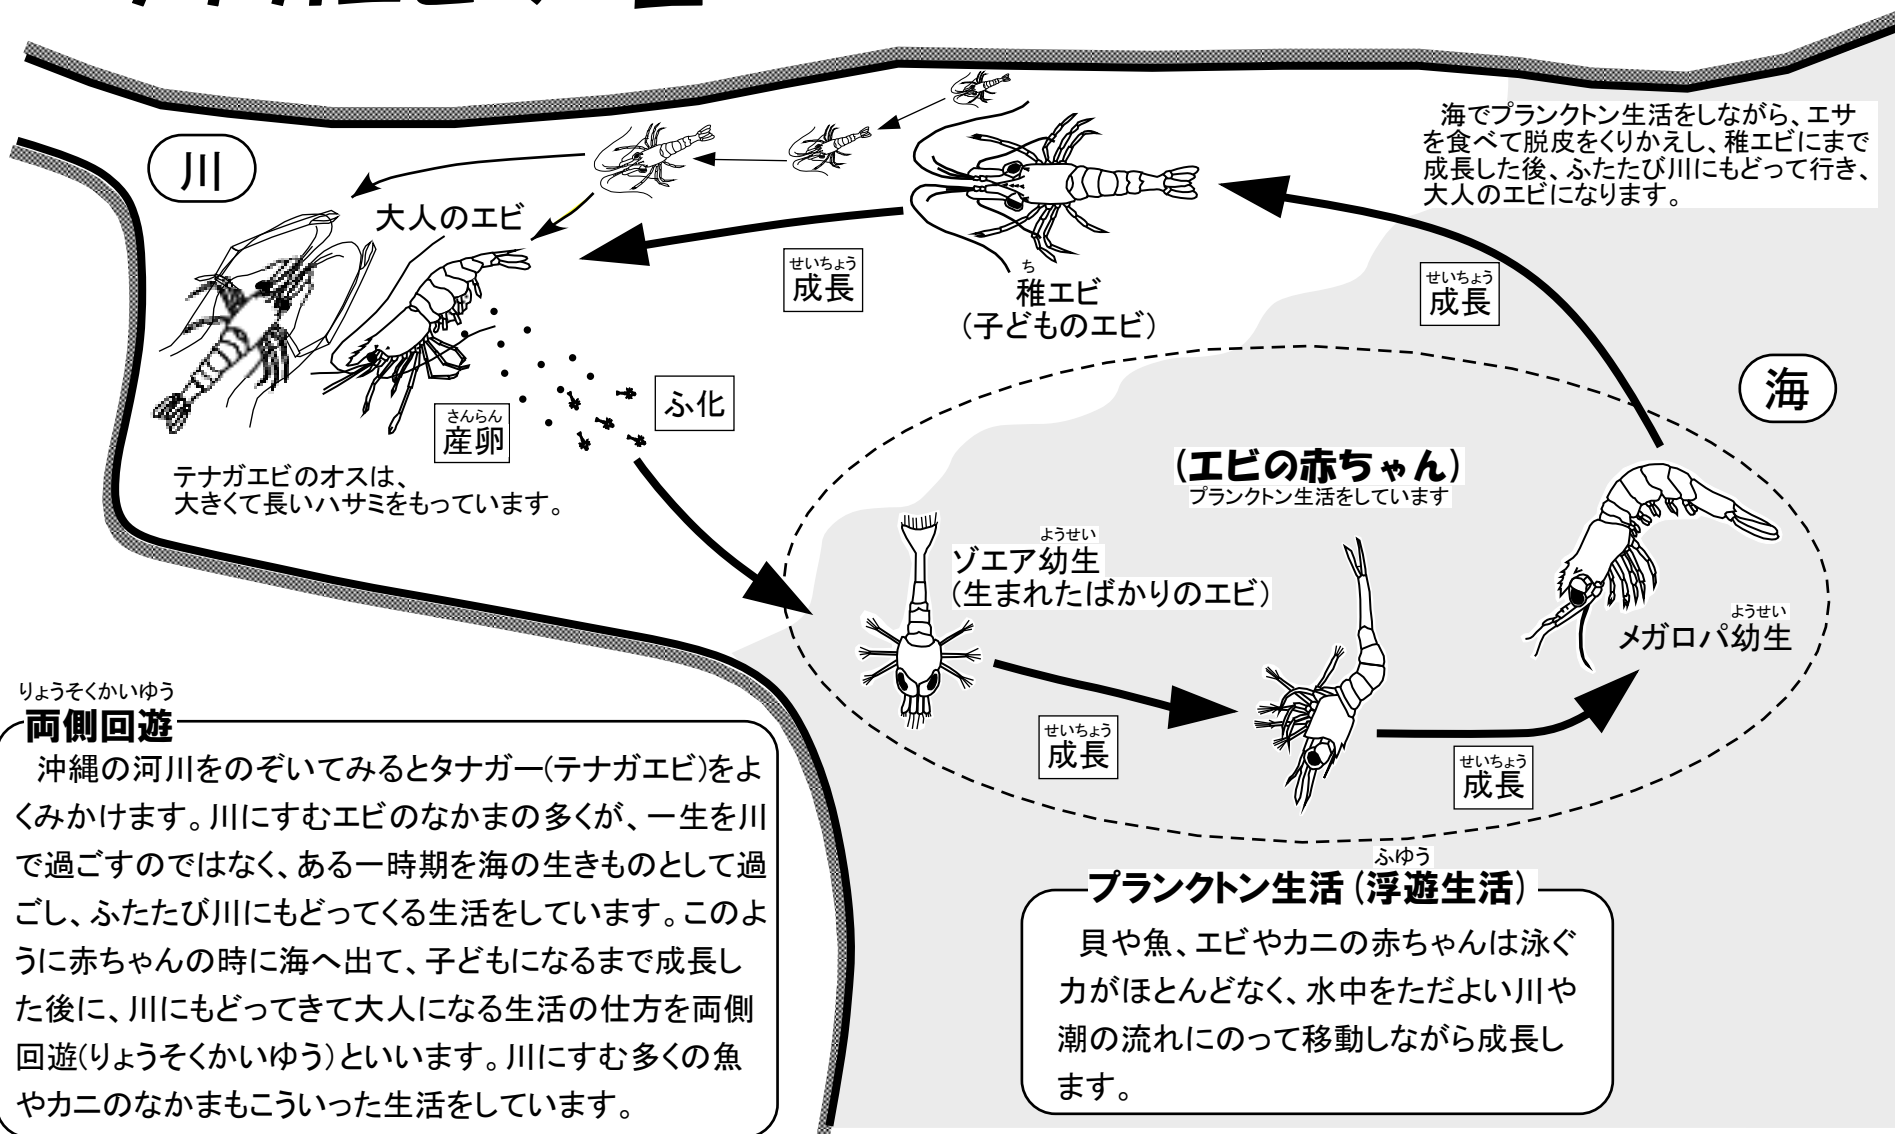 川
海でプランクトン生活をしながら、エサ
を食べて脱皮をくりかえし、稚エビにまで
成長した後、ふたたび川にもどって行き、
大人のエビになります。
大人のエビ
せいちょう
成長
ち
稚エビ
(子どものエビ)
せいちょう
成長
海
ふ化
さんらん
産卵
テナガエビのオスは、
大きくて長いハサミをもっています。
(エビの赤ちゃん)
プランクトン生活をしています
ようせい
ゾエア幼生
(生まれたばかりのエビ)
ようせい
メガロパ幼生
せいちょう
成長
せいちょう
成長
りょうそくかいゆう
両側回遊
沖縄の河川をのぞいてみるとタナガー(テナガエビ)をよ
くみかけます。川にすむエビのなかまの多くが、一生を川
で過ごすのではなく、ある一時期を海の生きものとして過
ごし、ふたたび川にもどってくる生活をしています。このよ
うに赤ちゃんの時に海へ出て、子どもになるまで成長し
た後に、川にもどってきて大人になる生活の仕方を両側
回遊(りょうそくかいゆう)といいます。川にすむ多くの魚
やカニのなかまもこういった生活をしています。
ふゆう
プランクトン生活(浮遊生活)
貝や魚、エビやカニの赤ちゃんは泳ぐ
力がほとんどなく、水中をただよい川や
潮の流れにのって移動しながら成長し
ます。